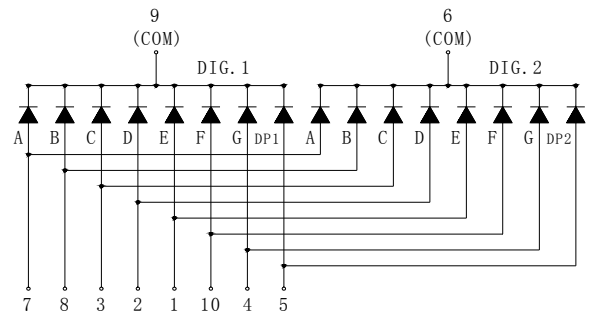 9 6
(COM) (COM)
DIG.1 DIG.2
A B C D E F G DP1 A B C D E F G DP2
7 8 3 2 1 10 4 5